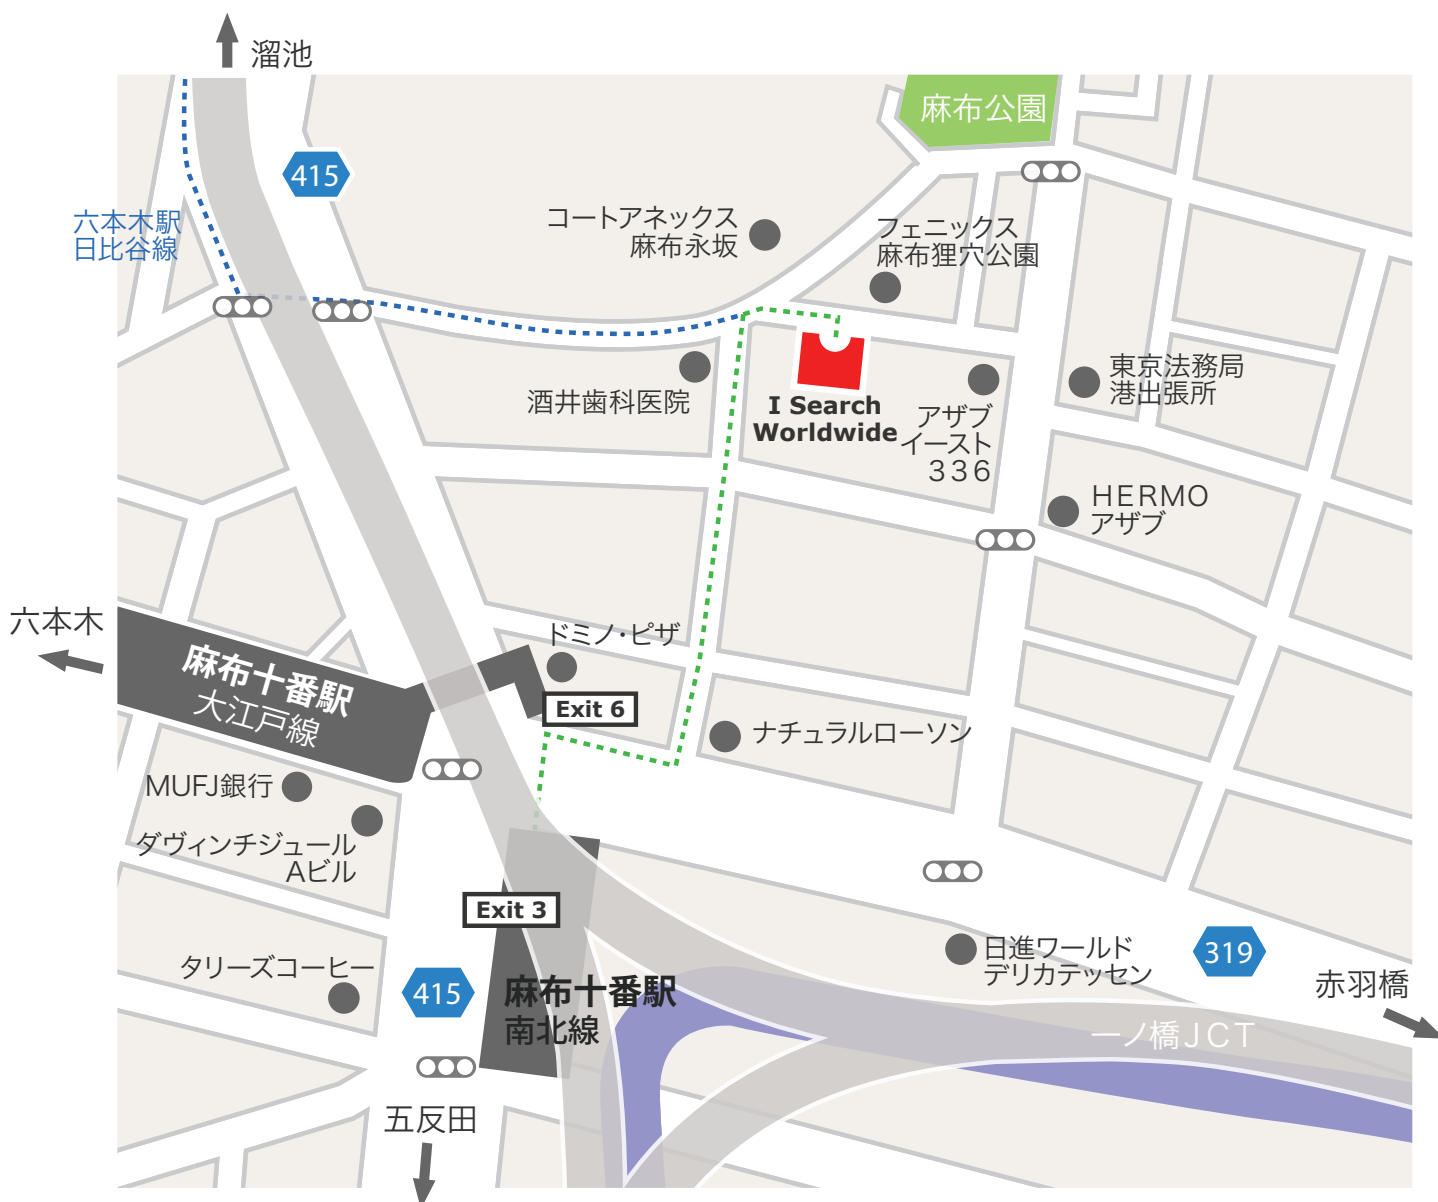 溜池
麻布公園
415
六本木駅
日比谷線
コートアネックス
麻布永坂
フェニックス
麻布狸穴公園
東京法務局
港出張所
酒井歯科医院
I Search
Worldwide
アザブ
イースト
３３６
ＨＥＲＭＯ
アザブ
六本木
ドミノ・ピザ
麻布十番駅
大江戸線
Exit 6
ナチュラルローソン
MUFJ銀行
ダヴィンチジュール
Aビル
Exit 3
日進ワールド
デリカテッセン
319
タリーズコーヒー
415
麻布十番駅
南北線
赤羽橋
一ノ橋ＪＣＴ
五反田